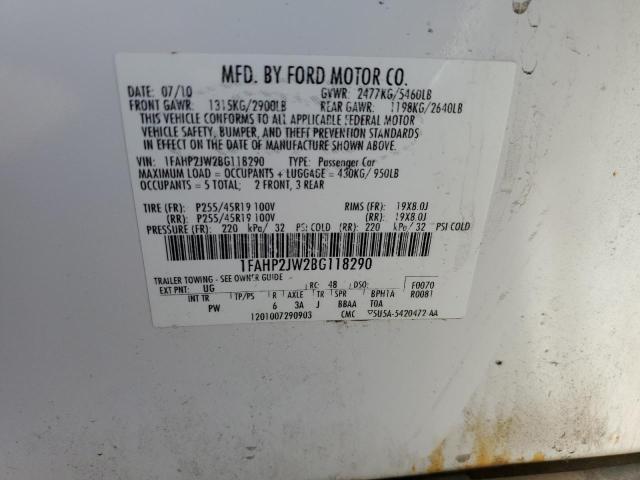 MFD. BY FORD MOTOR CO.
DATE: 07/10 GVWR: 2477KG/5460LB
FRONT GAWR: 1315KG/2900LB REAR GAWR: 1198KG/2640LB
THIS VEHICLE CONFORMS TO ALL APPLICABLE FEDERAL MOTOR
VEHICLE SAFETY, BUMPER, AND THEFT PREVENTION STANDARDS
IN EFFECT ON THE DATE OF MANUFACTURE SHOWN ABOVE.
VIN: 1FAHP2JW2BG118290 TYPE: Passenger Car
MAXIMUM LOAD = OCCUPANTS + LUGGAGE = 430KG/950LB
OCCUPANTS = 5 TOTAL; 2 FRONT, 3 REAR
TIRE (FR): P255/45R19 100V RIMS (FR): 19X8.0J
(RR): P255/45R19 100V (RR): 19X8.0J
PRESSURE (FR): 220 kPa/ 32 PSI COLD (RR): 220 kPa/ 32 PSI COLD
1FAHP2JW2BG118290
TRAILER TOWING - SEE OWNER GUIDE
EXT PNT: UG RC: 48 DSO: F0070
INT TR TP/PS R AXLE TR SPR BPHTA R0081
PW 6 3A J BBAA T0A
1201007290903 CMC 5U5A-5420472-AA